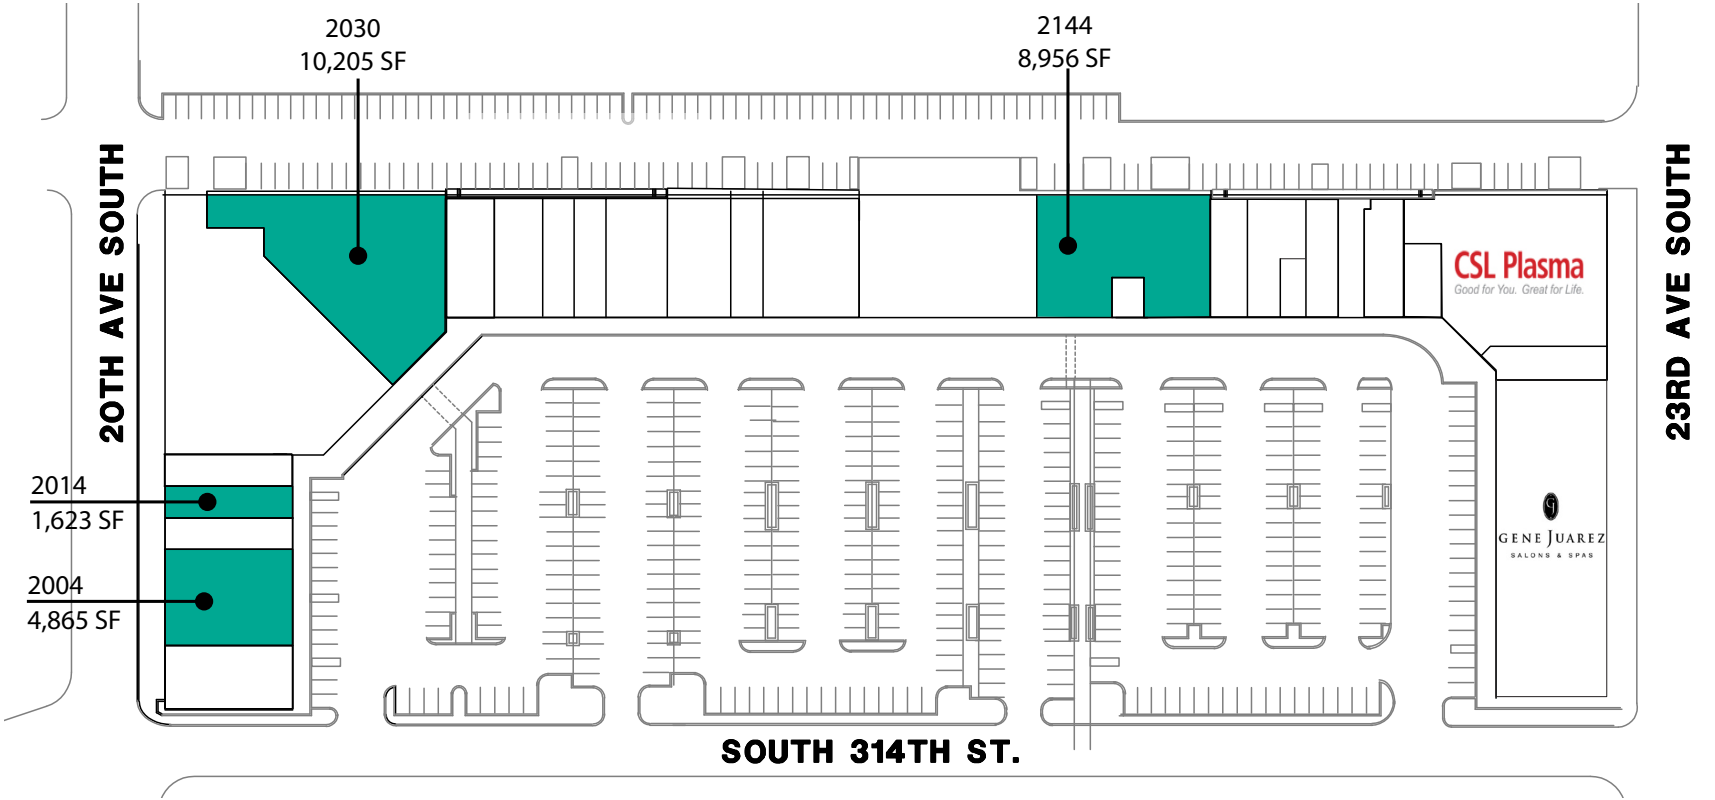 2030
10,205 SF
2144
8,956 SF
20TH AVE SOUTH
23RD AVE SOUTH
CSL Plasma
Good for You. Great for Life.
2014
1,623 SF
2004
4,865 SF
GJ
GENE JUAREZ
SALONS & SPAS
SOUTH 314TH ST.